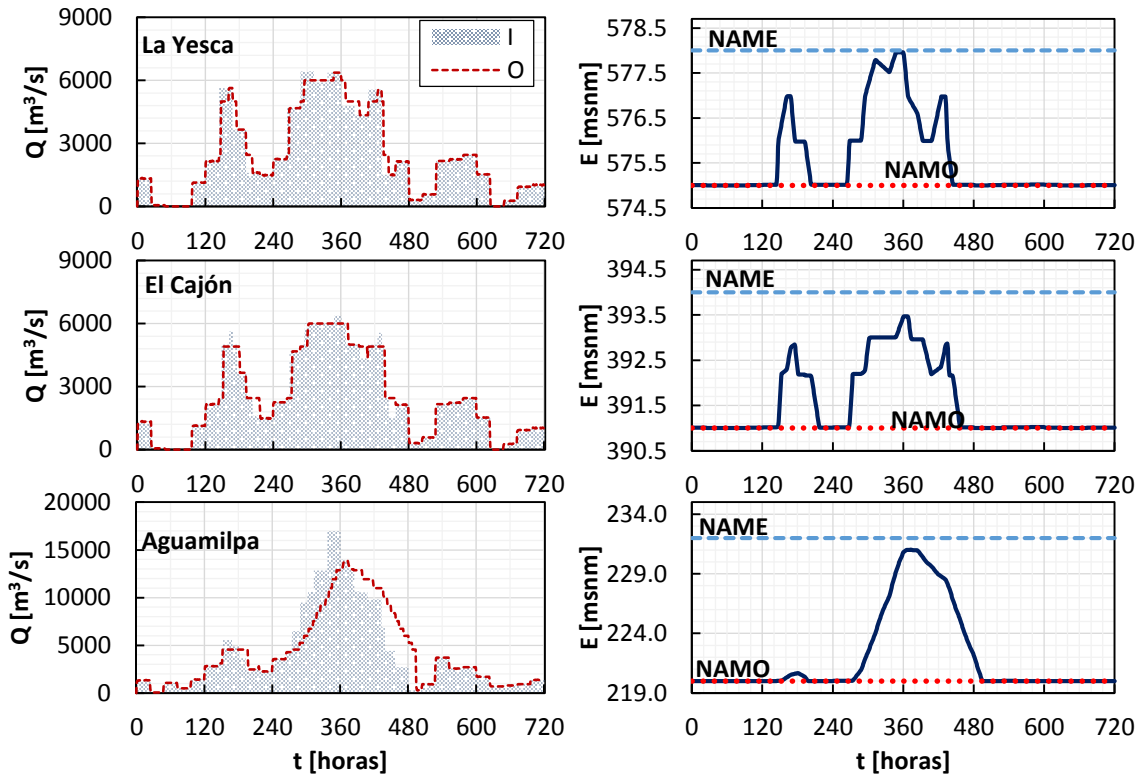 9000
6000
3000
0
Q [m³/s]
La Yesca
I
O
0 120 240 360 480 600 720
578.5
577.5
576.5
575.5
574.5
E [msnm]
NAME
NAMO
0 120 240 360 480 600 720
9000
6000
3000
0
Q [m³/s]
El Cajón
0 120 240 360 480 600 720
394.5
393.5
392.5
391.5
390.5
E [msnm]
NAME
NAMO
0 120 240 360 480 600 720
20000
15000
10000
5000
0
Q [m³/s]
Aguamilpa
0 120 240 360 480 600 720
t [horas]
234.0
229.0
224.0
219.0
E [msnm]
NAME
NAMO
0 120 240 360 480 600 720
t [horas]